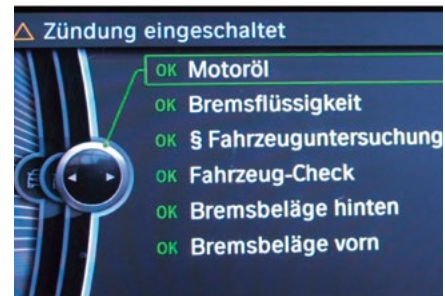 Zündung eingeschaltet
OK Motoröl
OK Bremsflüssigkeit
OK § Fahrzeuguntersuchung
OK Fahrzeug-Check
OK Bremsbeläge hinten
OK Bremsbeläge vorn